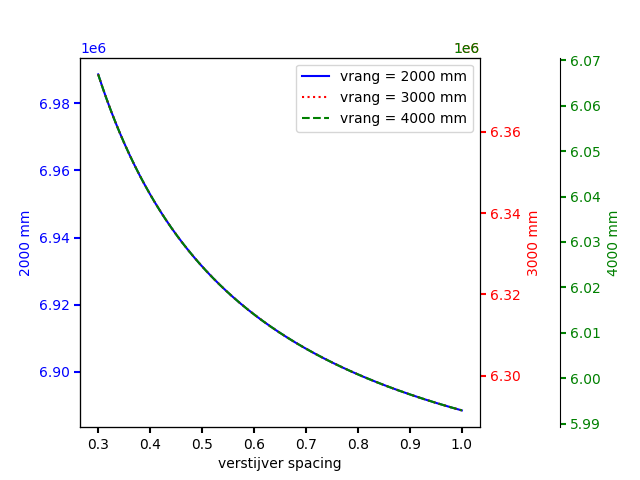 1e6
1e6
vrang = 2000 mm
vrang = 3000 mm
vrang = 4000 mm
6.98
6.96
6.94
6.92
6.90
2000 mm
6.36
6.34
6.32
6.30
3000 mm
6.07
6.06
6.05
6.04
6.03
6.02
6.01
6.00
5.99
4000 mm
0.3 0.4 0.5 0.6 0.7 0.8 0.9 1.0
verstijver spacing